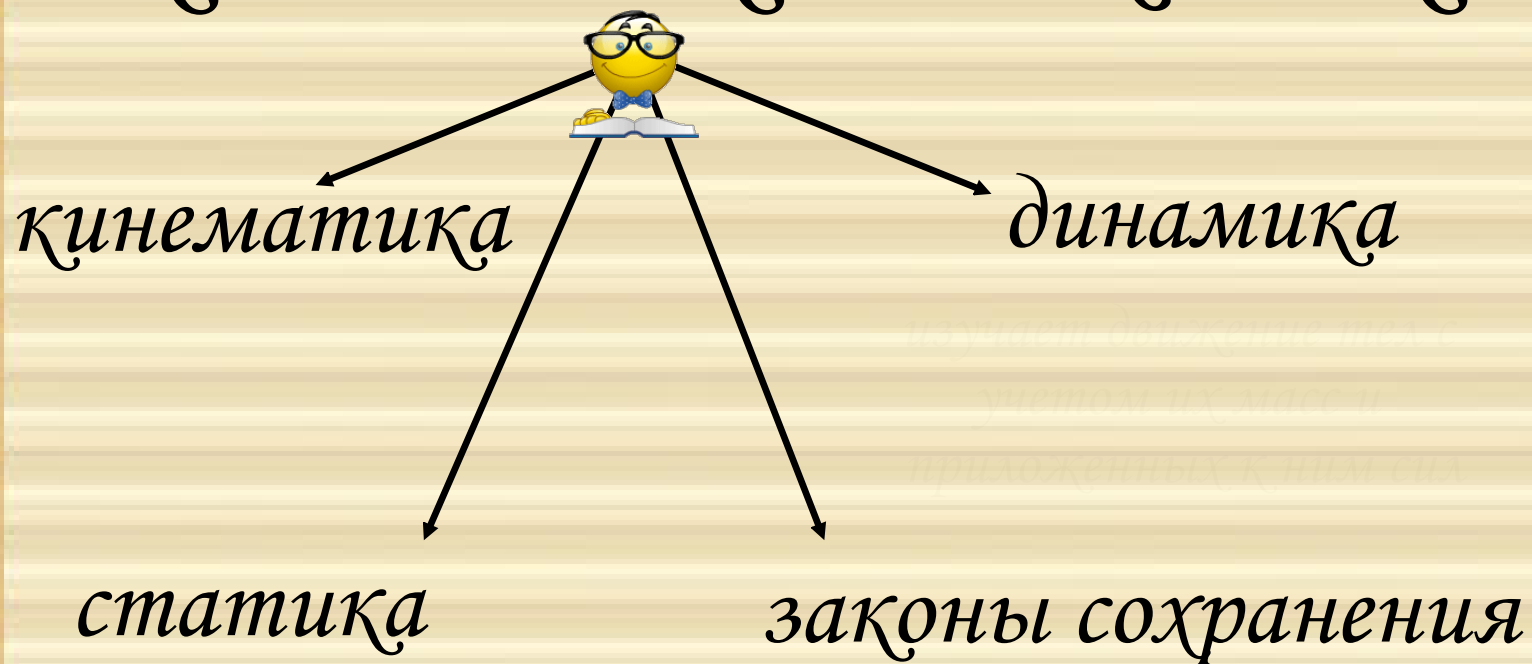 кинематика
динамика
изучает движение тел с
учетом их масс и
приложенных к ним сил
статика
законы сохранения